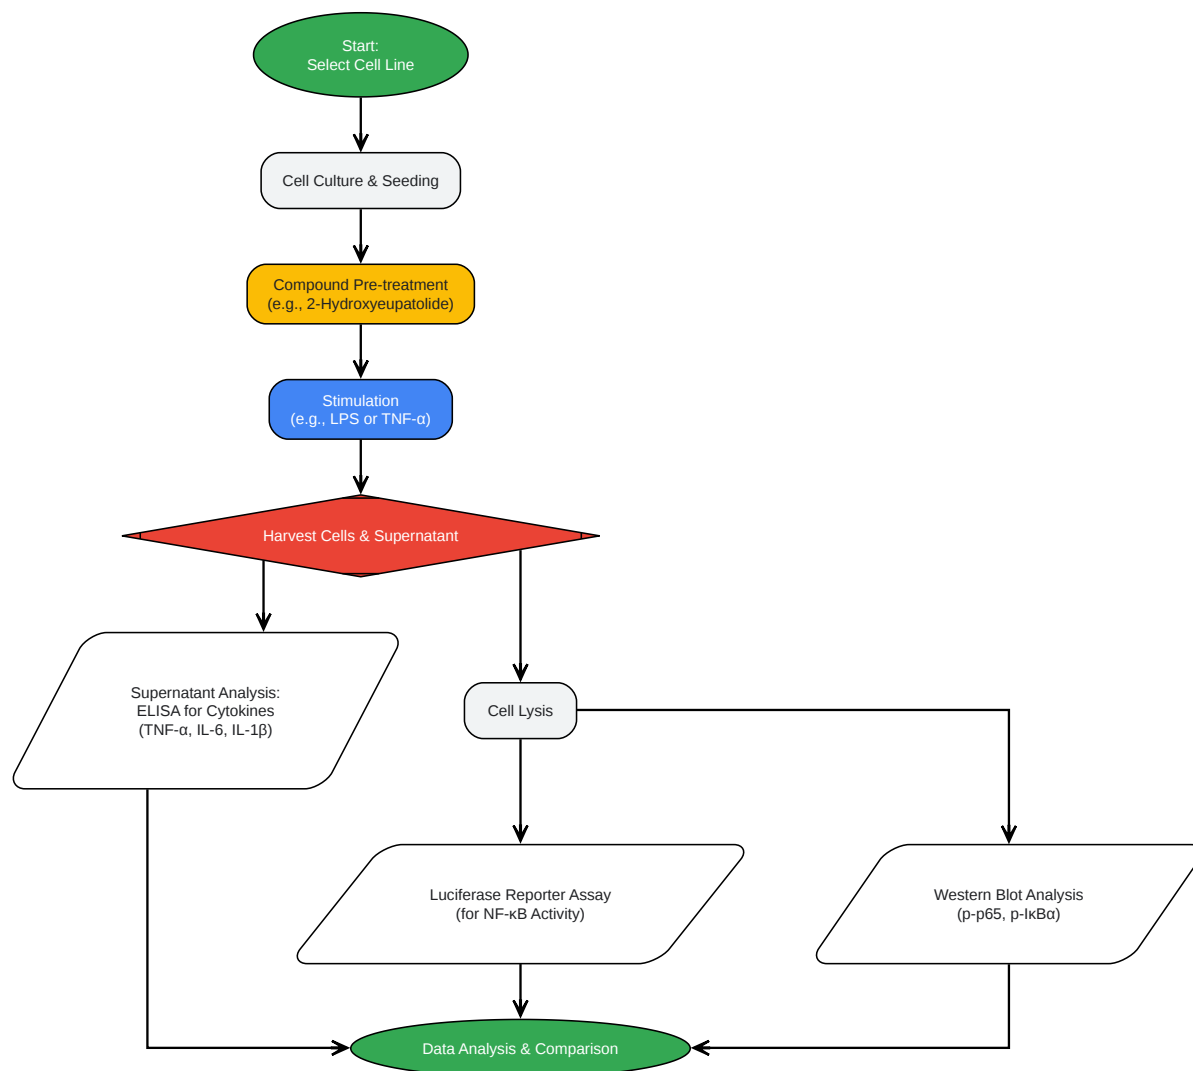 Start:
Select Cell Line
Cell Culture & Seeding
Compound Pre-treatment
(e.g., 2-Hydroxyeupatolide)
Stimulation
(e.g., LPS or TNF-α)
Harvest Cells & Supernatant
Supernatant Analysis:
ELISA for Cytokines
(TNF-α, IL-6, IL-1β)
Cell Lysis
Luciferase Reporter Assay
(for NF-κB Activity)
Western Blot Analysis
(p-p65, p-IκBα)
Data Analysis & Comparison